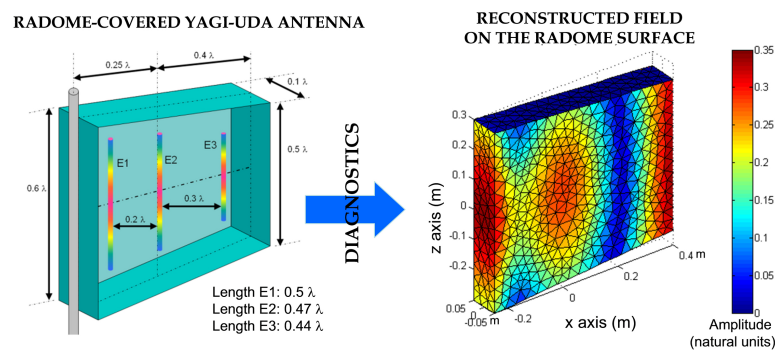 RADOME-COVERED YAGI-UDA ANTENNA
0.25 λ
0.4 λ
0.1 λ
0.6 λ
0.5 λ
E1
E2
E3
0.2 λ
0.3 λ
Length E1: 0.5 λ
Length E2: 0.47 λ
Length E3: 0.44 λ
DIAGNOSTICS
RECONSTRUCTED FIELD
ON THE RADOME SURFACE
z axis (m)
0.3
0.2
0.1
0
-0.1
-0.2
0.05
-0.05 m
-0.2
0
0.2
0.4 m
x axis (m)
0.35
0.3
0.25
0.2
0.15
0.1
0.05
0
Amplitude
(natural units)